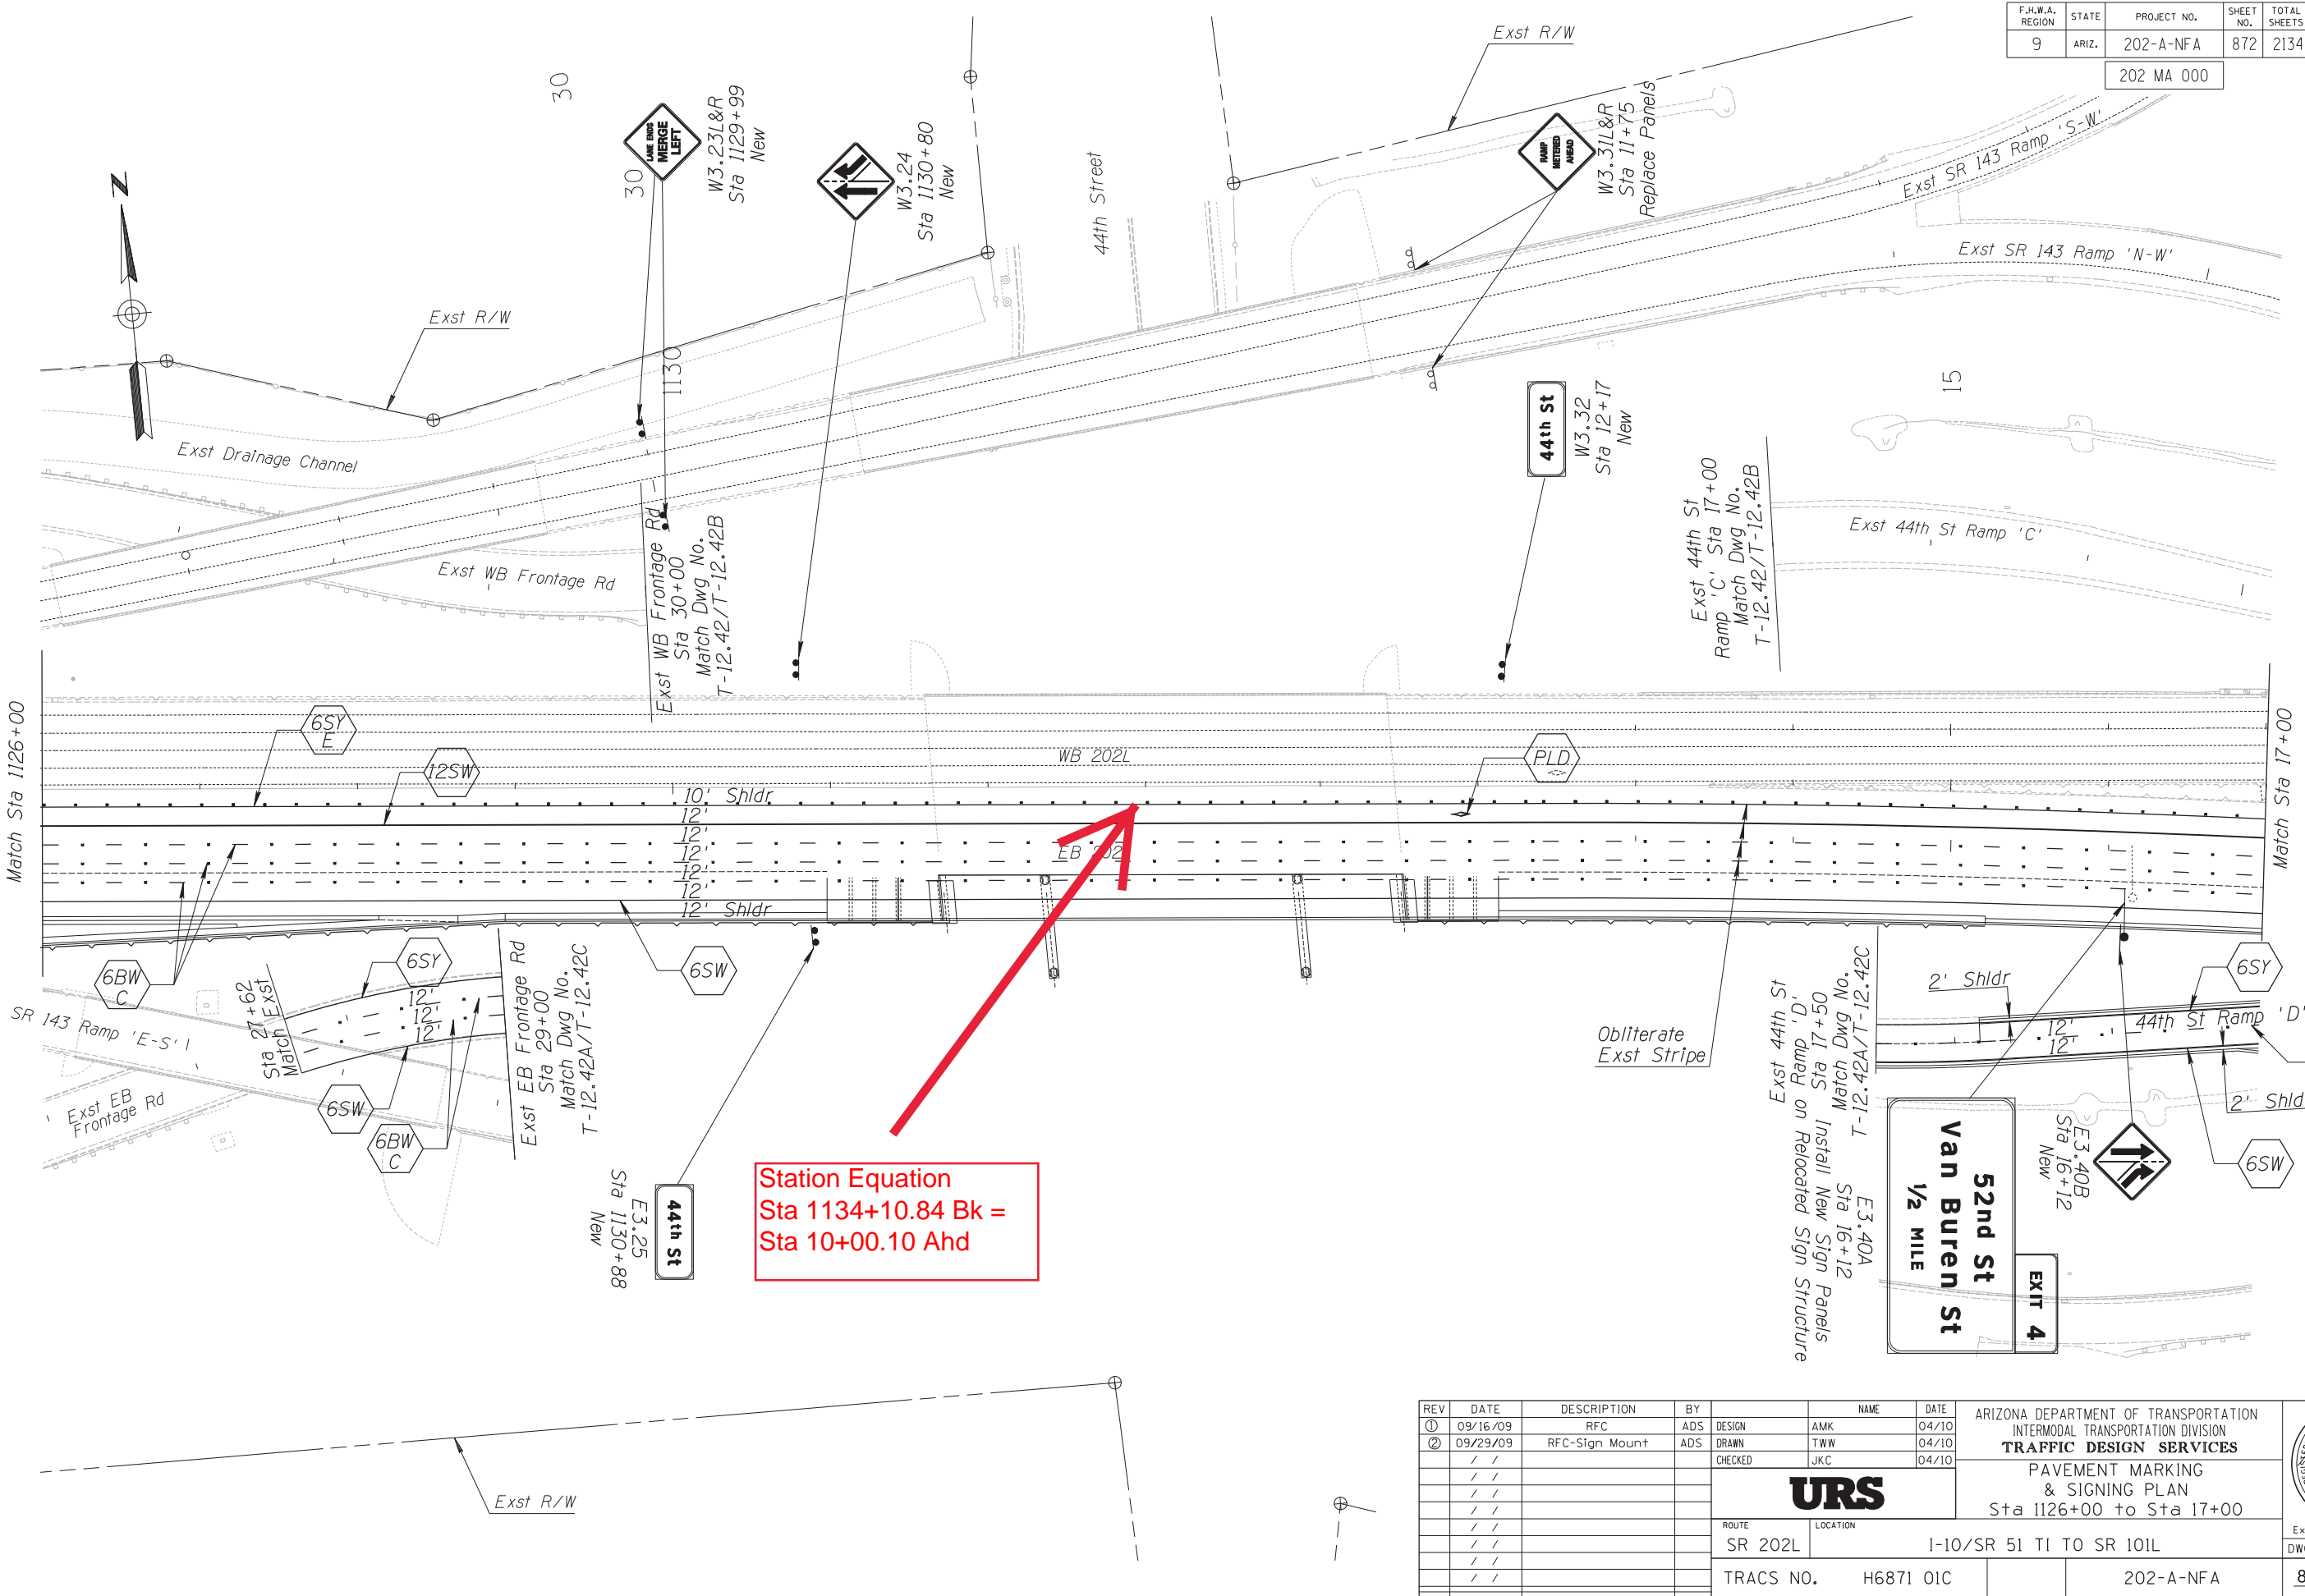 F.H.W.A. REGION
STATE
PROJECT NO.
SHEET NO.
TOTAL SHEETS
9
ARIZ.
202-A-NFA
872
2134
202 MA 000
Exst R/W
30
30
LANE ENDS
MERGE
LEFT
W3.23L&R
Sta 1129+99
New
W3.24
Sta 1130+80
New
44th Street
RAMP
METERED
AHEAD
W3.31L&R
Sta 11+75
Replace Panels
Exst SR 143 Ramp 'S-W'
Exst SR 143 Ramp 'N-W'
N
Exst R/W
1130
Exst Drainage Channel
44th St
W3.32
Sta 12+17
New
15
Exst WB Frontage Rd
Exst WB Frontage Rd
Sta 30+00
Match Dwg No.
T-12.42/T-12.42B
Exst 44th St
Ramp 'C' Sta 17+00
Match Dwg No.
T-12.42/T-12.42B
Exst 44th St Ramp 'C'
Match Sta 1126+00
Match Sta 17+00
6SY
E
12SW
WB 202L
PLD
10' Shldr
12'
12'
12'
12'
12'
12' Shldr
EB 202L
6BW
C
6SY
6SW
SR 143 Ramp 'E-S'
Sta 27+62
Match Exst
12'
12'
12'
Exst EB Frontage Rd
Sta 29+00
Match Dwg No.
T-12.42A/T-12.42C
Exst EB
Frontage Rd
6SW
6BW
C
44th St
E3.25
Sta 1130+88
New
Station Equation
Sta 1134+10.84 Bk =
Sta 10+00.10 Ahd
Obliterate
Exst Stripe
Exst 44th St
Ramp 'D' Sta 17+50
Match Dwg No.
T-12.42A/T-12.42C
2' Shldr
6SY
12'
12'
44th St Ramp 'D'
2' Shld
6SW
E3.40A
Sta 16+12
Install New Sign Panels
on Relocated Sign Structure
EXIT 4
52nd St
Van Buren St
1/2 MILE
E3.40B
Sta 16+12
New
Exst R/W
REV
DATE
DESCRIPTION
BY
1
09/16/09
RFC
ADS
2
09/29/09
RFC-Sign Mount
ADS
NAME
DATE
DESIGN
AMK
04/10
DRAWN
TWW
04/10
CHECKED
JKC
04/10
URS
ARIZONA DEPARTMENT OF TRANSPORTATION
INTERMODAL TRANSPORTATION DIVISION
TRAFFIC DESIGN SERVICES
PAVEMENT MARKING
& SIGNING PLAN
Sta 1126+00 to Sta 17+00
ROUTE
SR 202L
LOCATION
I-10/SR 51 TI TO SR 101L
TRACS NO.
H6871 01C
202-A-NFA